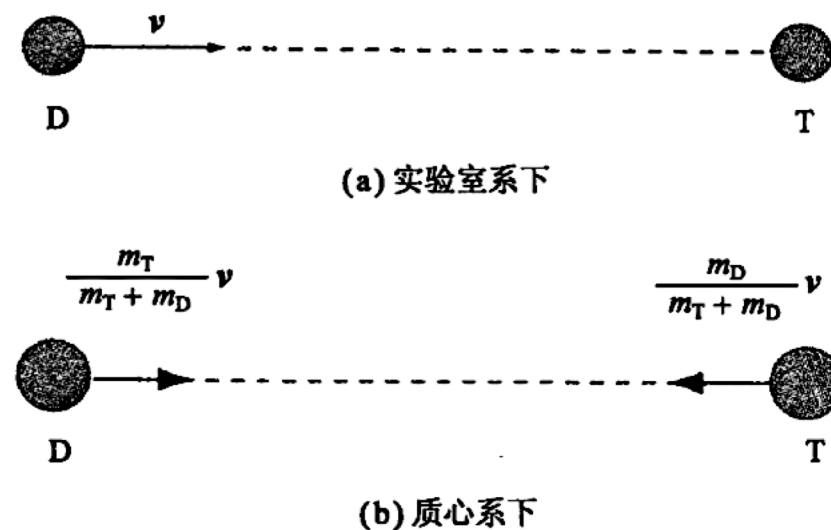 v
D T
(a) 实验室系下
m_T / (m_T + m_D) v m_D / (m_T + m_D) v
D T
(b) 质心系下